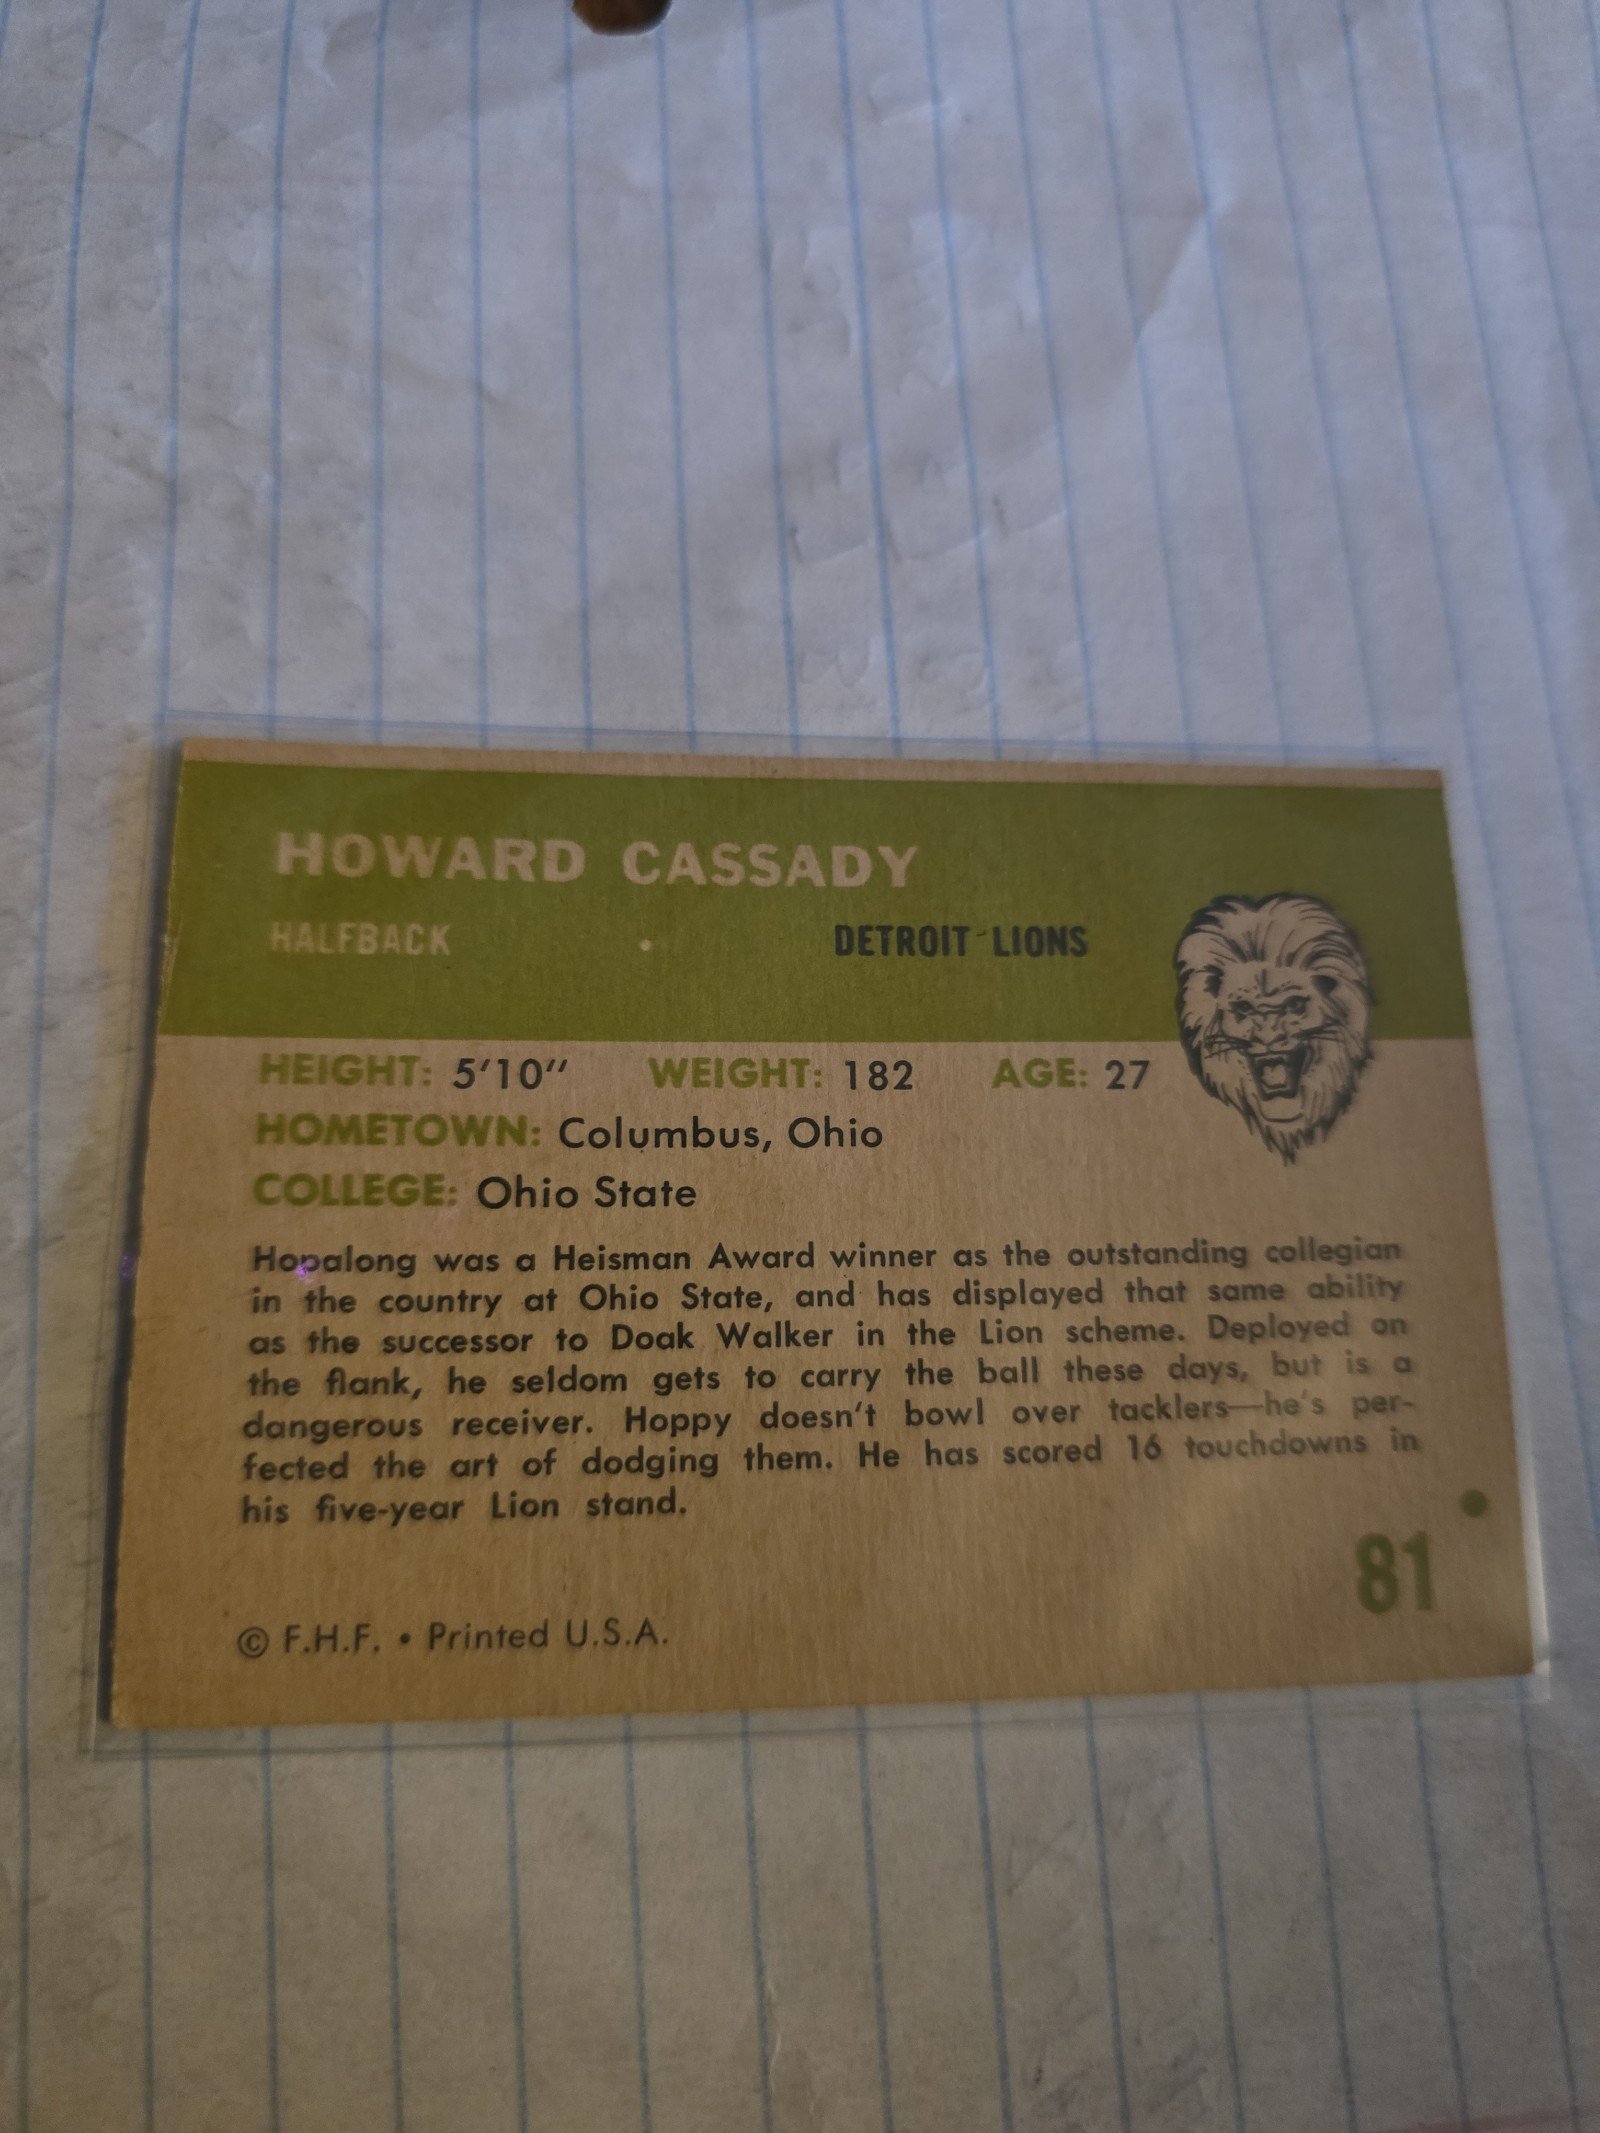 HOWARD CASSADY
HALFBACK • DETROIT LIONS
HEIGHT: 5'10" WEIGHT: 182 AGE: 27
HOMETOWN: Columbus, Ohio
COLLEGE: Ohio State
Hopalong was a Heisman Award winner as the outstanding collegian
in the country at Ohio State, and has displayed that same ability
as the successor to Doak Walker in the Lion scheme. Deployed on
the flank, he seldom gets to carry the ball these days, but is a
dangerous receiver. Hoppy doesn't bowl over tacklers—he's per-
fected the art of dodging them. He has scored 16 touchdowns in
his five-year Lion stand.
81
© F.H.F. • Printed U.S.A.